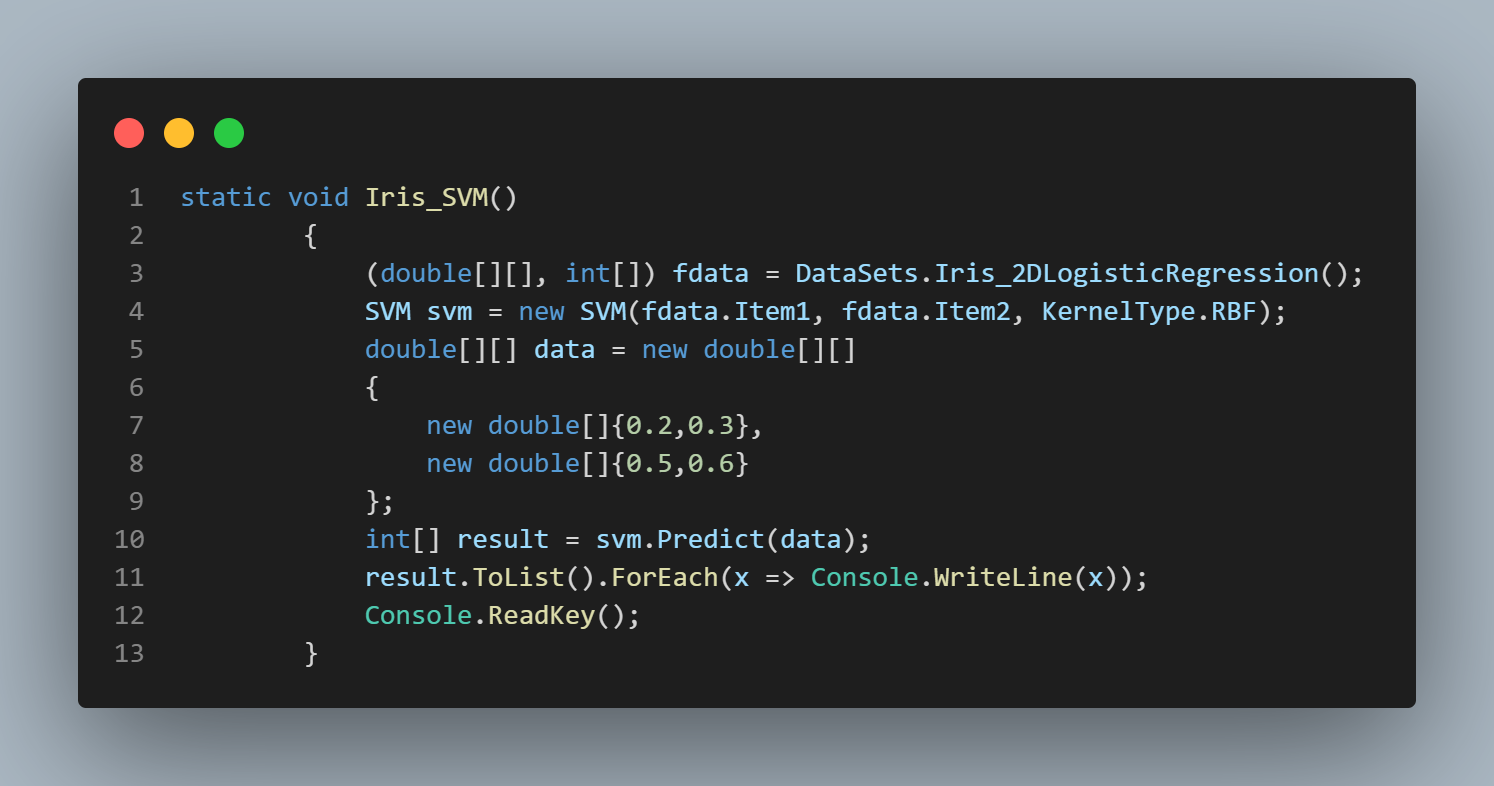 1 static void Iris_SVM()
2         {
3             (double[][], int[]) fdata = DataSets.Iris_2DLogisticRegression();
4             SVM svm = new SVM(fdata.Item1, fdata.Item2, KernelType.RBF);
5             double[][] data = new double[][]
6             {
7                 new double[]{0.2,0.3},
8                 new double[]{0.5,0.6}
9             };
10             int[] result = svm.Predict(data);
11             result.ToList().ForEach(x => Console.WriteLine(x));
12             Console.ReadKey();
13         }